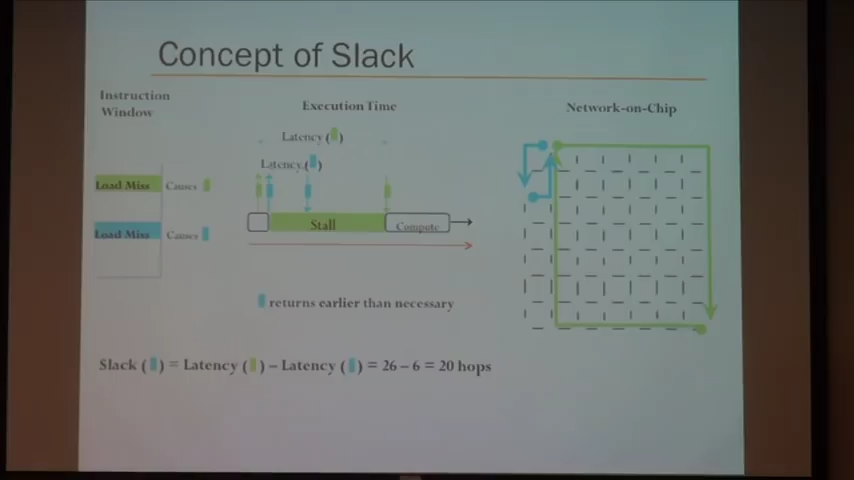 Concept of Slack
Instruction
Window
Execution Time
Network-on-Chip
Latency ( )
Latency ( )
Load Miss Causes
Load Miss Causes
Stall
Compute
returns earlier than necessary
Slack ( ) = Latency ( ) – Latency ( ) = 26 – 6 = 20 hops